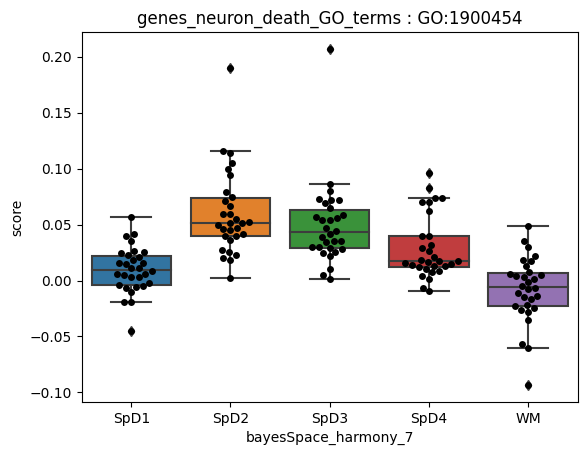 genes_neuron_death_GO_terms : GO:1900454
score
0.20
0.15
0.10
0.05
0.00
−0.05
−0.10
SpD1 SpD2 SpD3 SpD4 WM
bayesSpace_harmony_7